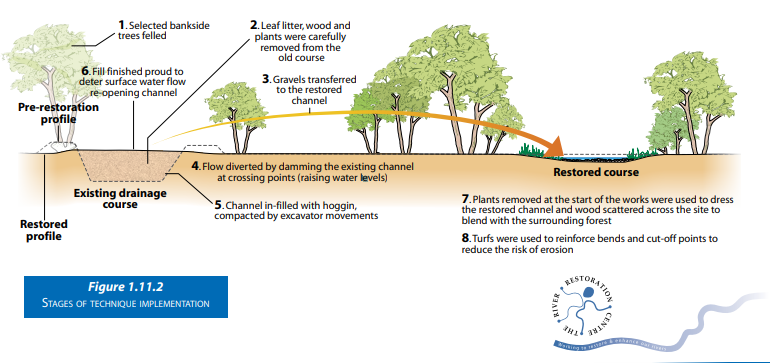 1. Selected bankside
trees felled
2. Leaf litter, wood and
plants were carefully
removed from the
old course
6. Fill finished proud to
deter surface water flow
re-opening channel
3. Gravels transferred
to the restored
channel
Pre-restoration
profile
4. Flow diverted by damming the existing channel
at crossing points (raising water levels)
Restored course
Existing drainage
course
5. Channel in-filled with hoggin,
compacted by excavator movements
Restored
profile
7. Plants removed at the start of the works were used to dress
the restored channel and wood scattered across the site to
blend with the surrounding forest
8. Turfs were used to reinforce bends and cut-off points to
reduce the risk of erosion
Figure 1.11.2
STAGES OF TECHNIQUE IMPLEMENTATION
THE RIVER RESTORATION CENTRE
Working to restore & enhance our rivers